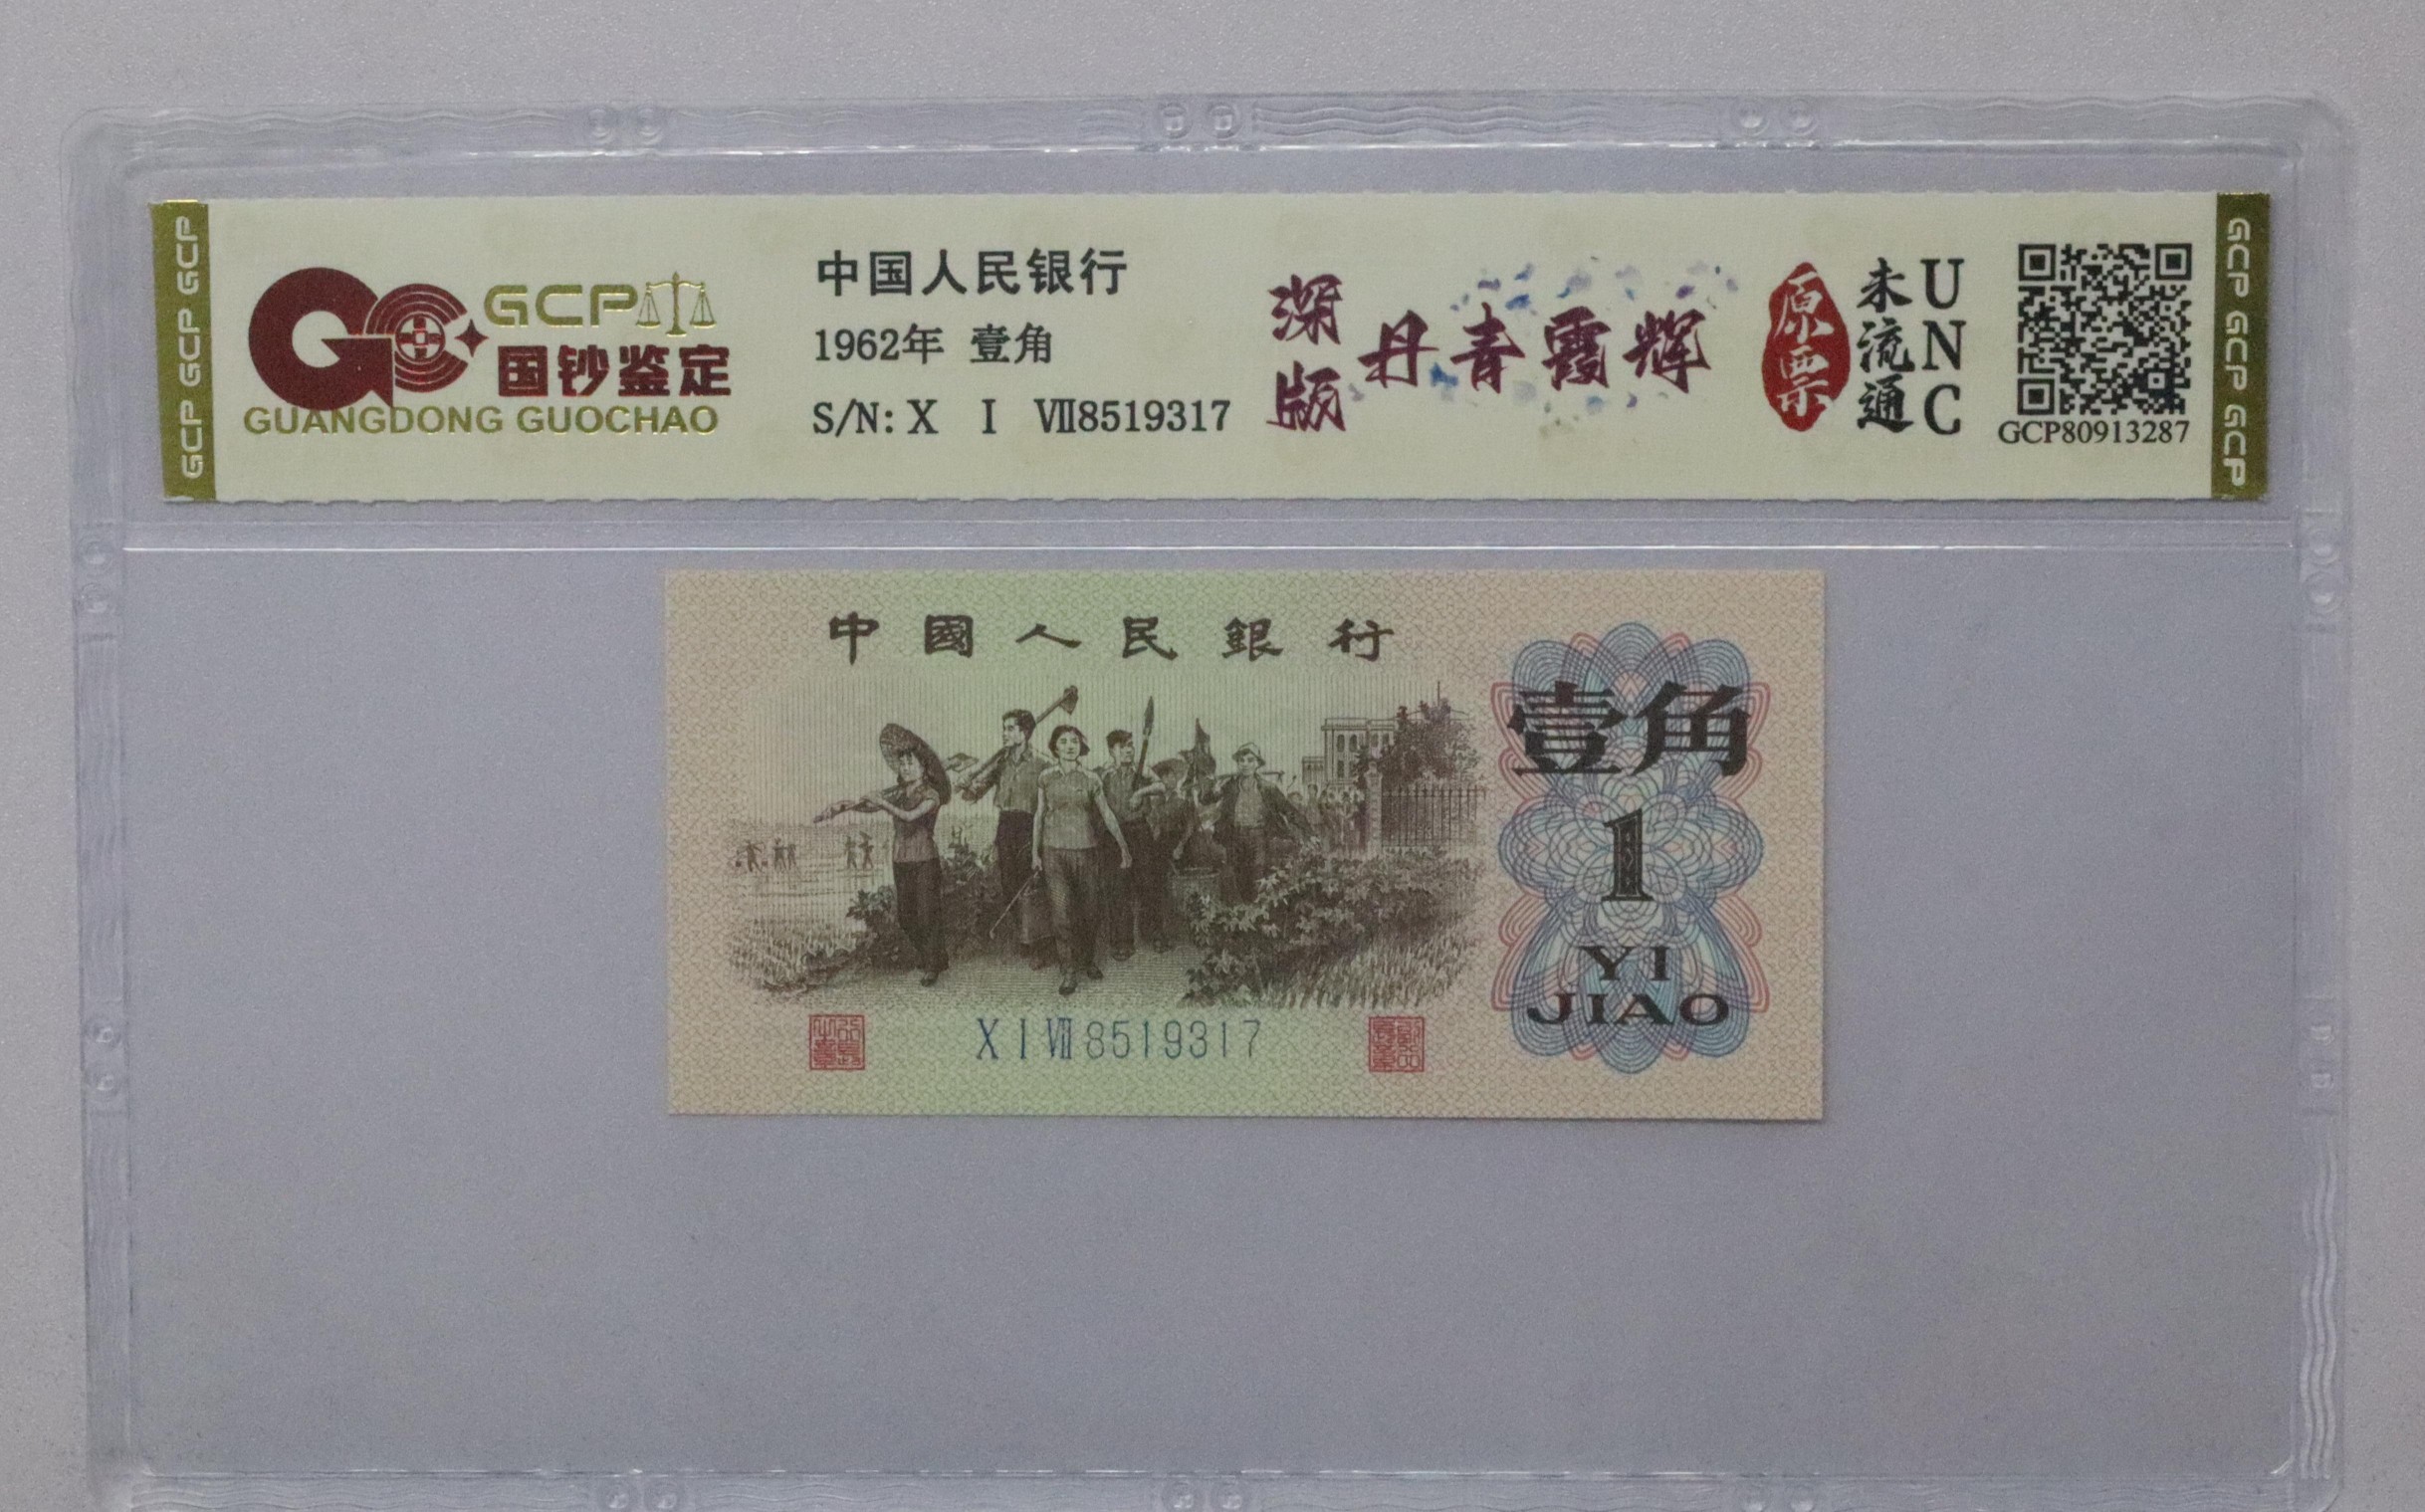 GCP GCP GCP
GCP
国钞鉴定
GUANGDONG GUOCHAO
中国人民银行
1962年 壹角
S/N: X I Ⅶ8519317
深版
丹青霞辉
原票
未流通
UNC
GCP80913287
GCP GCP GCP
中國人民銀行
壹角
1
YI
JIAO
X I Ⅶ 8519317